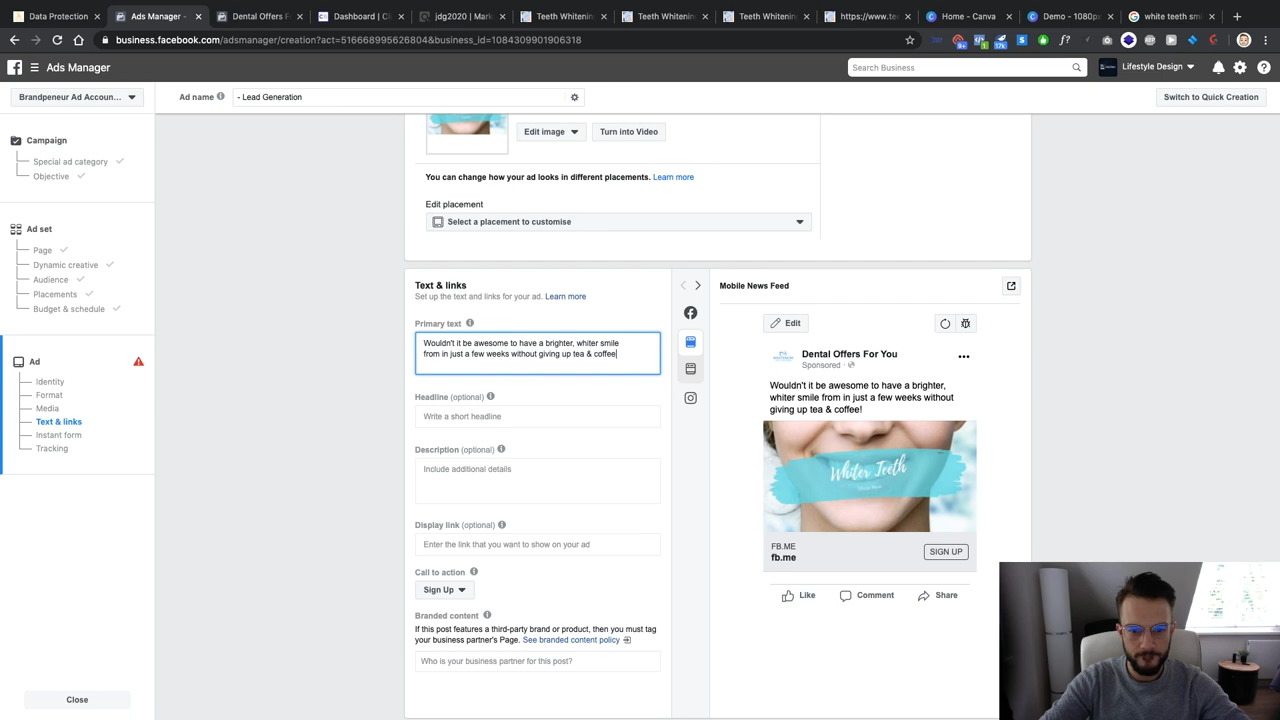 Data Protection
Ads Manager -
Dental Offers F
Dashboard | Cl
jdg2020 | Mark
Teeth Whitenin
Teeth Whitenin
Teeth Whitenin
https://www.te
Home - Canva
Demo - 1080p
white teeth sm
business.facebook.com/adsmanager/creation?act=516668995626804&business_id=1084309901906318
Ads Manager
Search Business
Lifestyle Design
Brandpeneur Ad Accoun...
Ad name
- Lead Generation
Switch to Quick Creation
Campaign
Special ad category
Objective
Ad set
Page
Dynamic creative
Audience
Placements
Budget & schedule
Ad
Identity
Format
Media
Text & links
Instant form
Tracking
Close
Edit image
Turn into Video
You can change how your ad looks in different placements. Learn more
Edit placement
Select a placement to customise
Text & links
Set up the text and links for your ad. Learn more
Primary text
Wouldn't it be awesome to have a brighter, whiter smile
from in just a few weeks without giving up tea & coffee
Headline (optional)
Write a short headline
Description (optional)
Include additional details
Display link (optional)
Enter the link that you want to show on your ad
Call to action
Sign Up
Branded content
If this post features a third-party brand or product, then you must tag
your business partner's Page. See branded content policy
Who is your business partner for this post?
Mobile News Feed
Edit
Dental Offers For You
Sponsored ·
Wouldn't it be awesome to have a brighter,
whiter smile from in just a few weeks without
giving up tea & coffee!
Whiter Teeth
FB.ME
fb.me
SIGN UP
Like
Comment
Share